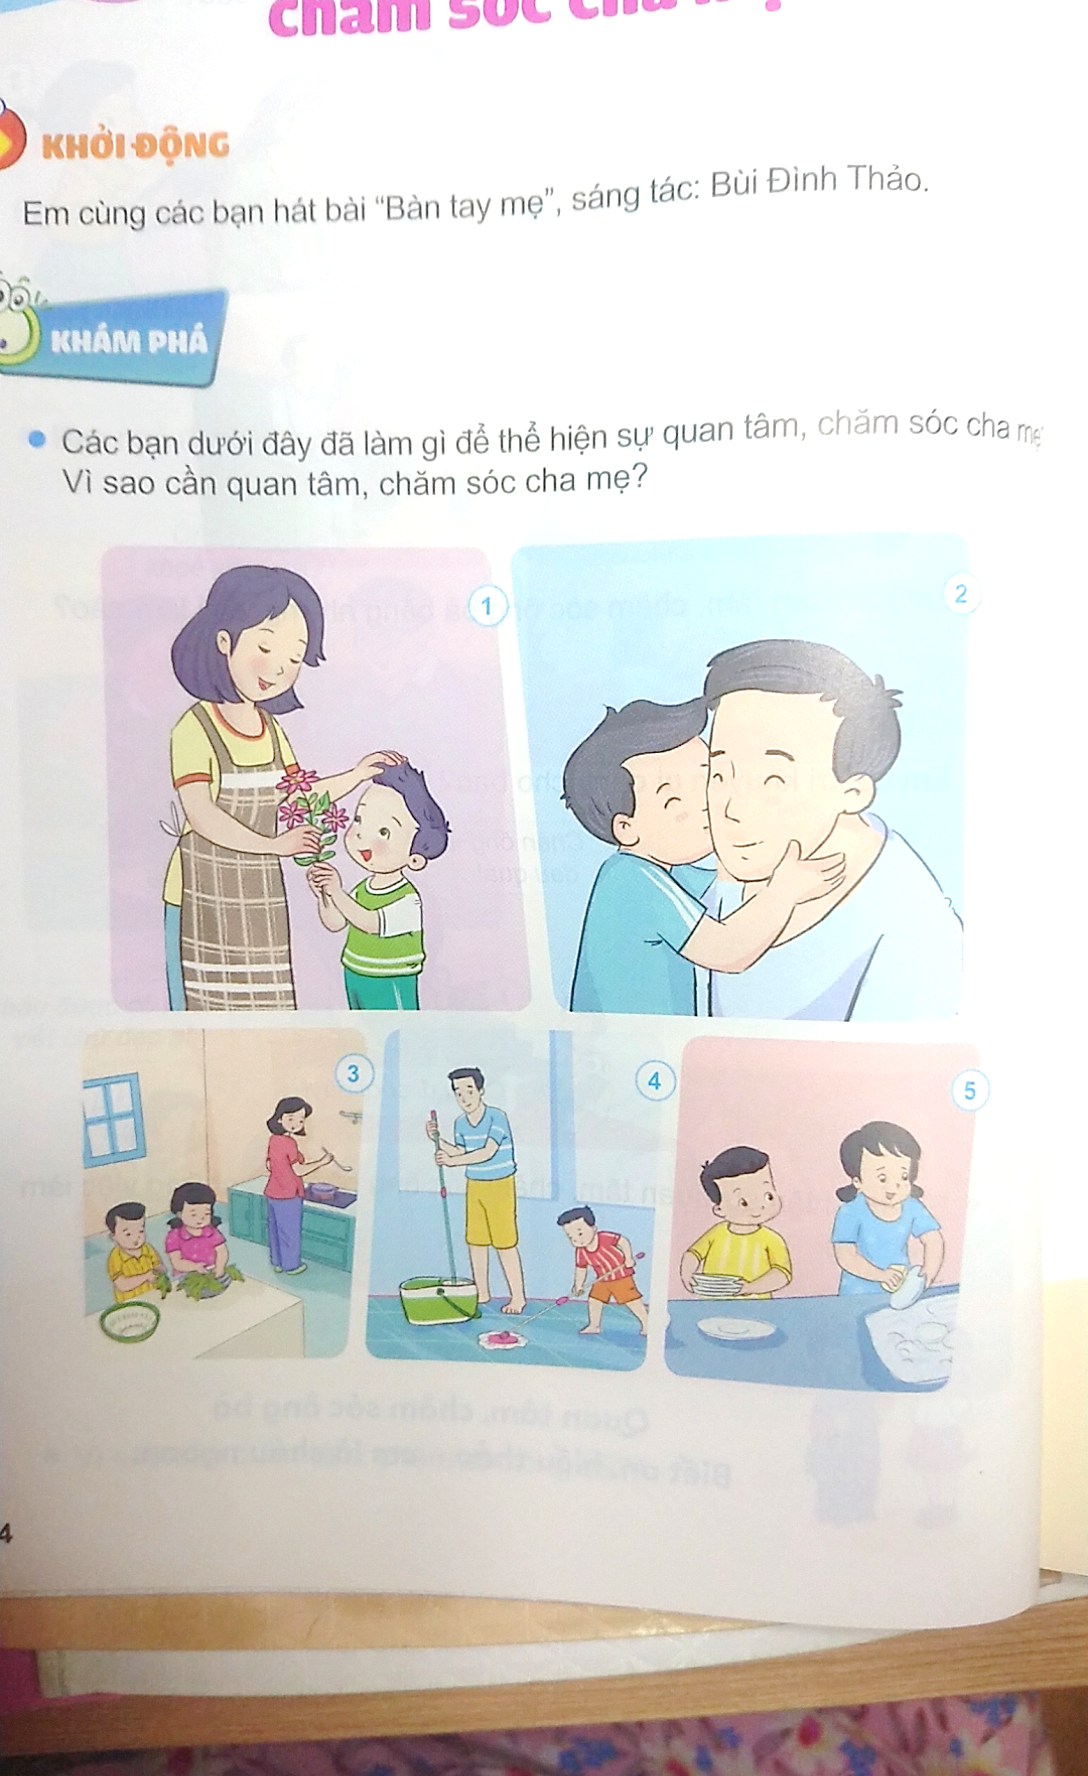 chăm sóc
KHỞI ĐỘNG
Em cùng các bạn hát bài “Bàn tay mẹ”, sáng tác: Bùi Đình Thảo.
KHÁM PHÁ
Các bạn dưới đây đã làm gì để thể hiện sự quan tâm, chăm sóc cha mẹ
Vì sao cần quan tâm, chăm sóc cha mẹ?
1
2
3
4
5
4